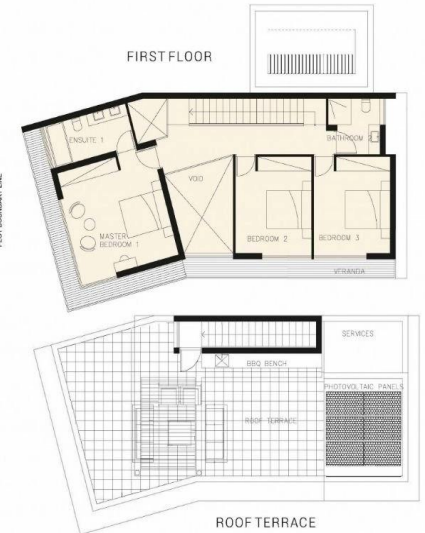 FIRST FLOOR
ENSUITE 1
BATHROOM 2
VOID
MASTER
BEDROOM 1
BEDROOM 2
BEDROOM 3
VERANDA
SERVICES
BBQ BENCH
PHOTOVOLTAIC PANELS
ROOF TERRACE
ROOF TERRACE